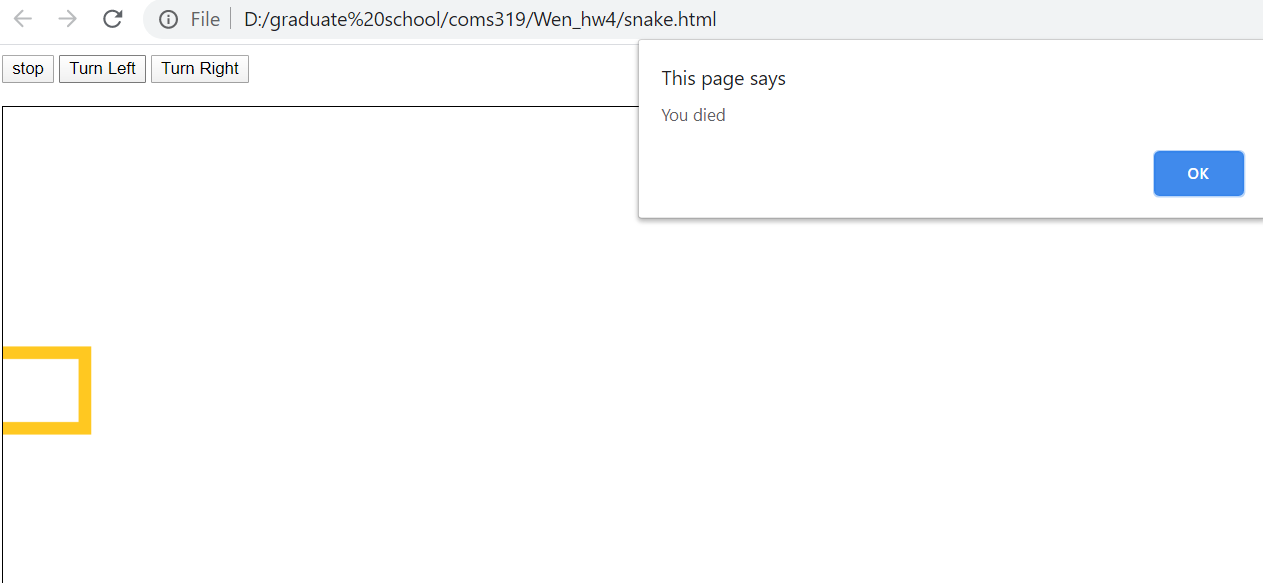 File D:/graduate%20school/coms319/Wen_hw4/snake.html
stop Turn Left Turn Right
This page says
You died
OK